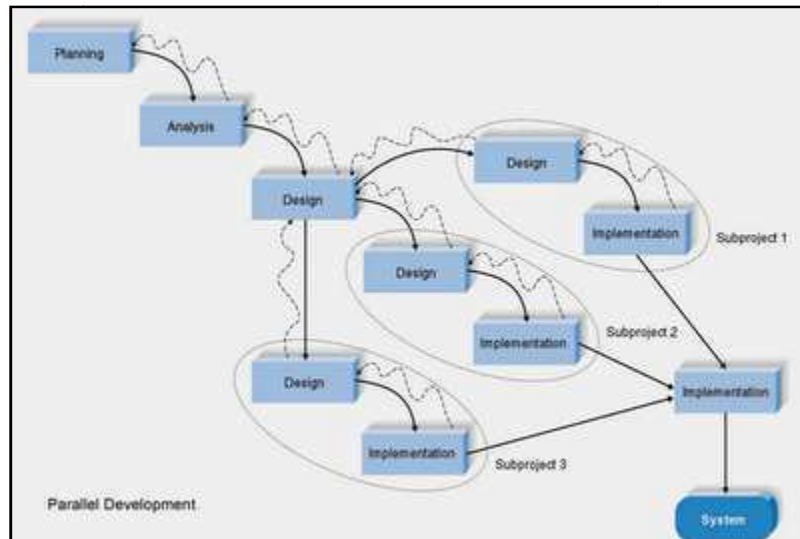 Planning
Analysis
Design
Design
Implementation
Subproject 1
Design
Implementation
Subproject 2
Design
Implementation
Subproject 3
Implementation
System
Parallel Development